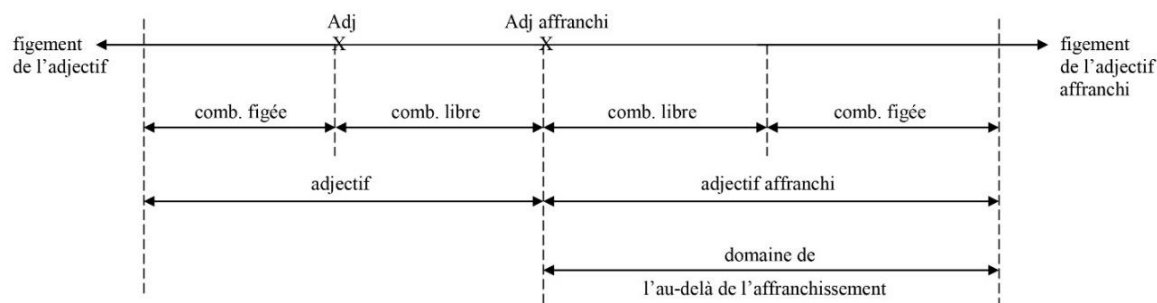 Adj
Adj affranchi
X
X
figement
de l'adjectif
figement
de l'adjectif
affranchi
comb. figée
comb. libre
comb. libre
comb. figée
adjectif
adjectif affranchi
domaine de
l'au-delà de l'affranchissement